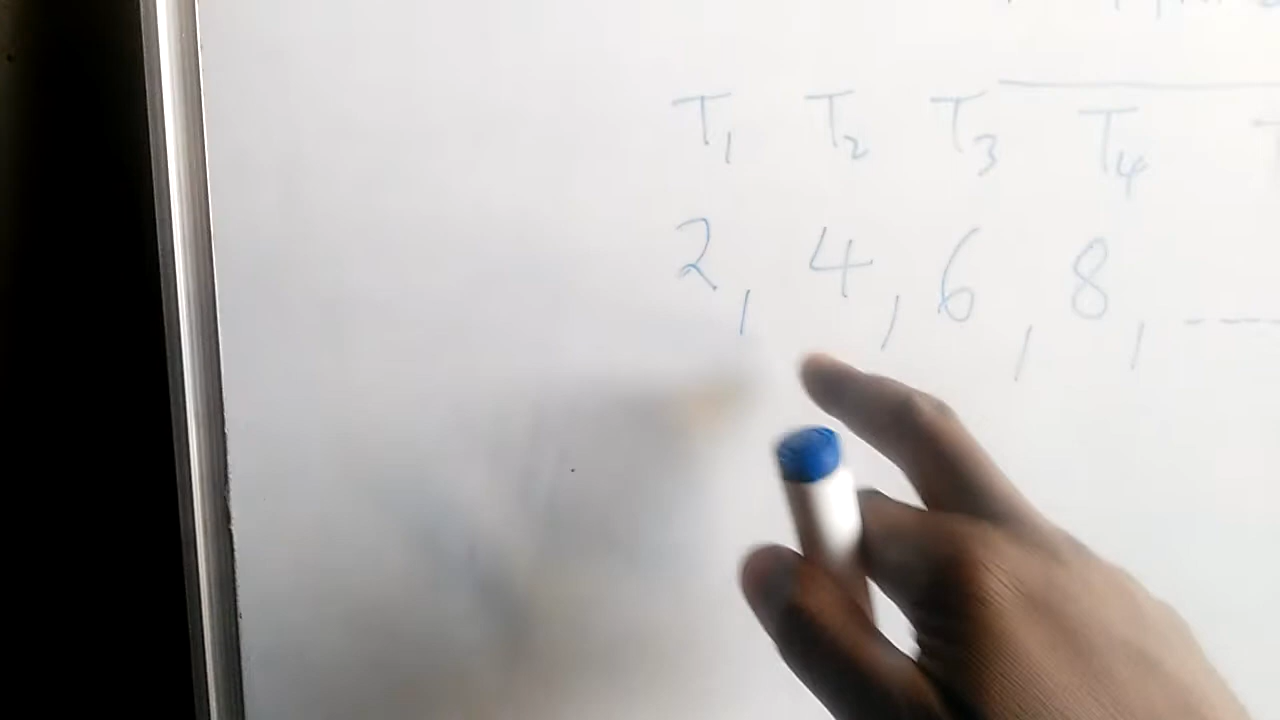 T₁ T₂ T₃ T₄
2, 4, 6, 8, ----